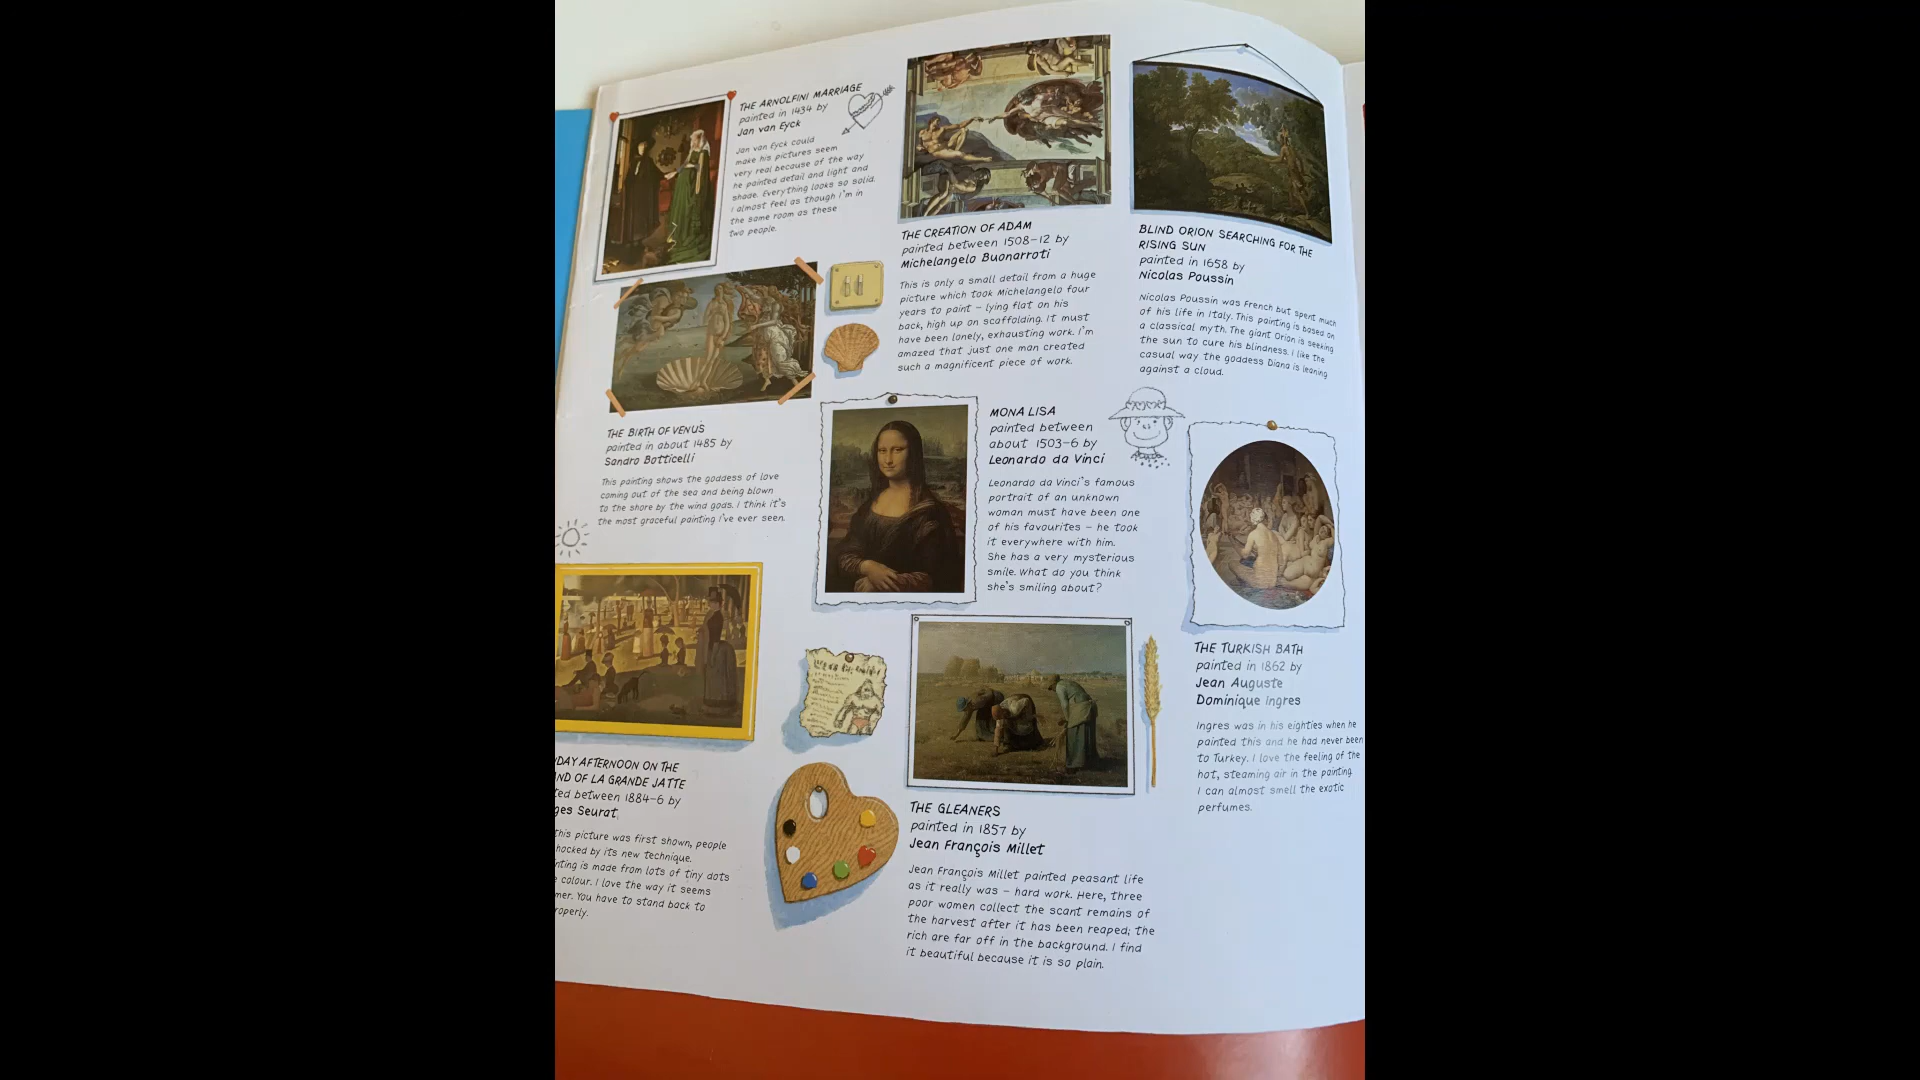 THE ARNOLFINI MARRIAGE
painted in 1434 by
Jan van Eyck
Jan van Eyck could
make his pictures seem
very real because of the way
he painted detail and light and
shade. Everything looks so solid.
I almost feel as though I'm in
the same room as these
two people.
THE CREATION OF ADAM
painted between 1508-12 by
Michelangelo Buonarroti
This is only a small detail from a huge
picture which took Michelangelo four
years to paint – lying flat on his
back, high up on scaffolding. It must
have been lonely, exhausting work. I'm
amazed that just one man created
such a magnificent piece of work.
BLIND ORION SEARCHING FOR THE
RISING SUN
painted in 1658 by
Nicolas Poussin
Nicolas Poussin was French but spent much
of his life in Italy. This painting is based on
a classical myth. The giant Orion is seeking
the sun to cure his blindness. I like the
casual way the goddess Diana is leaning
against a cloud.
THE BIRTH OF VENUS
painted in about 1485 by
Sandro Botticelli
This painting shows the goddess of love
coming out of the sea and being blown
to the shore by the wind gods. I think it's
the most graceful painting I've ever seen.
MONA LISA
painted between
about 1503-6 by
Leonardo da Vinci
Leonardo da Vinci's famous
portrait of an unknown
woman must have been one
of his favourites – he took
it everywhere with him.
She has a very mysterious
smile. What do you think
she's smiling about?
THE TURKISH BATH
painted in 1862 by
Jean Auguste
Dominique Ingres
Ingres was in his eighties when he
painted this and he had never been
to Turkey. I love the feeling of the
hot, steaming air in the painting.
I can almost smell the exotic
perfumes.
DAY AFTERNOON ON THE
ND OF LA GRANDE JATTE
ted between 1884-6 by
ges Seurat
this picture was first shown, people
hocked by its new technique.
nting is made from lots of tiny dots
colour. I love the way it seems
mer. You have to stand back to
roperly.
THE GLEANERS
painted in 1857 by
Jean François Millet
Jean François Millet painted peasant life
as it really was – hard work. Here, three
poor women collect the scant remains of
the harvest after it has been reaped; the
rich are far off in the background. I find
it beautiful because it is so plain.